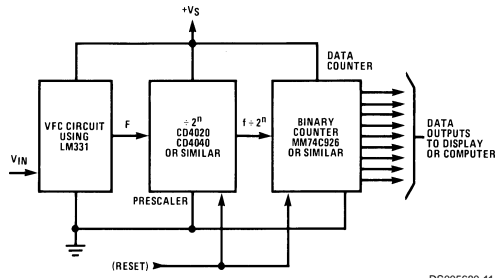 +VS
DATA
COUNTER
VFC CIRCUIT
USING
LM331
F
÷ 2n
CD4020
CD4040
OR SIMILAR
f ÷ 2n
BINARY
COUNTER
MM74C926
OR SIMILAR
DATA
OUTPUTS
TO DISPLAY
OR COMPUTER
VIN
PRESCALER
(RESET)